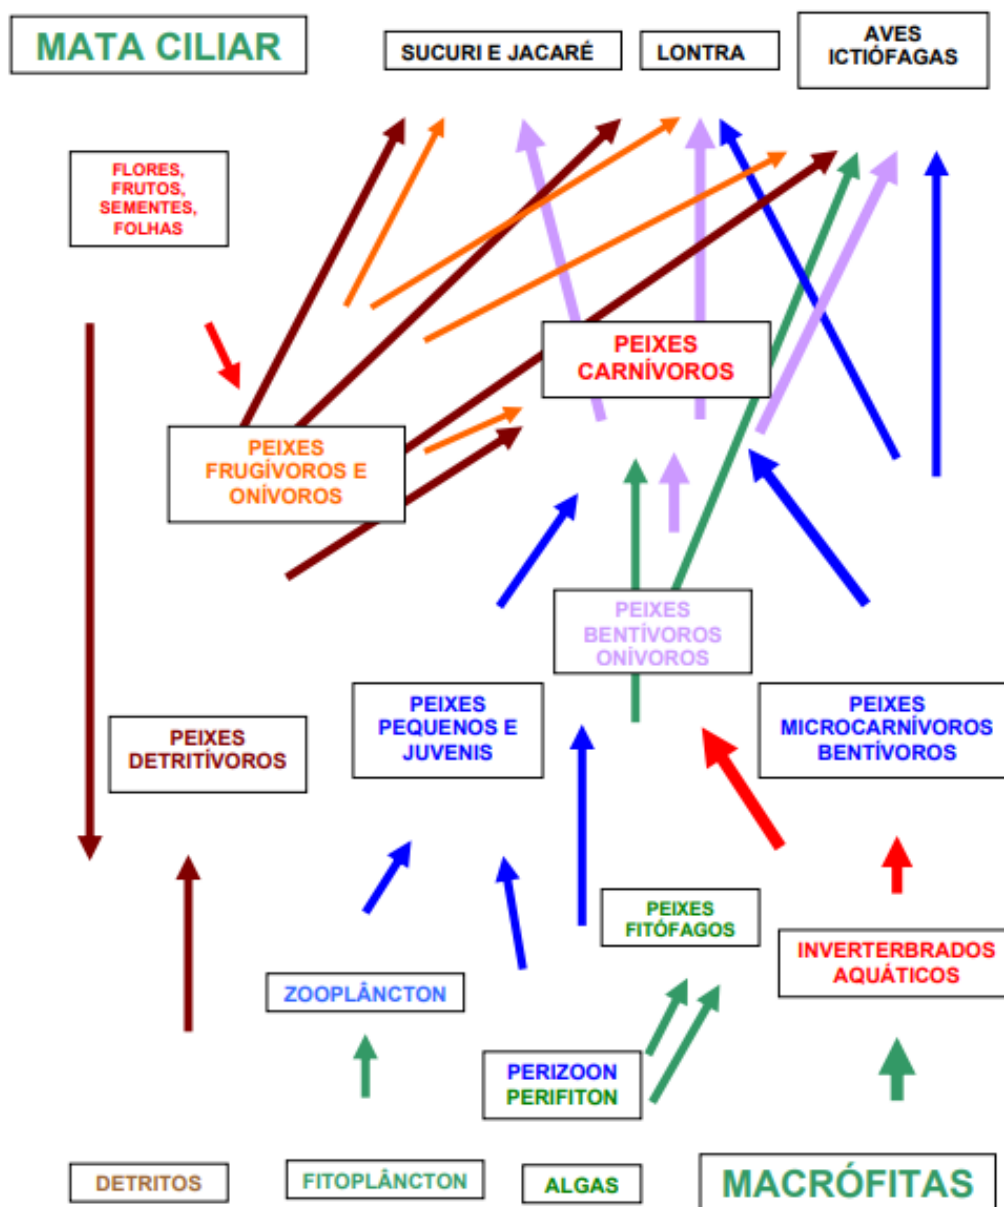 MATA CILIAR
SUCURI E JACARÉ
LONTRA
AVES
ICTIÓFAGAS
FLORES,
FRUTOS,
SEMENTES,
FOLHAS
PEIXES
CARNÍVOROS
PEIXES
FRUGÍVOROS E
ONÍVOROS
PEIXES
BENTÍVOROS
ONÍVOROS
PEIXES
DETRITÍVOROS
PEIXES
PEQUENOS E
JUVENIS
PEIXES
MICROCARNÍVOROS
BENTÍVOROS
PEIXES
FITÓFAGOS
INVERTERBRADOS
AQUÁTICOS
ZOOPLÂNCTON
PERIZOON
PERIFITON
DETRITOS
FITOPLÂNCTON
ALGAS
MACRÓFITAS